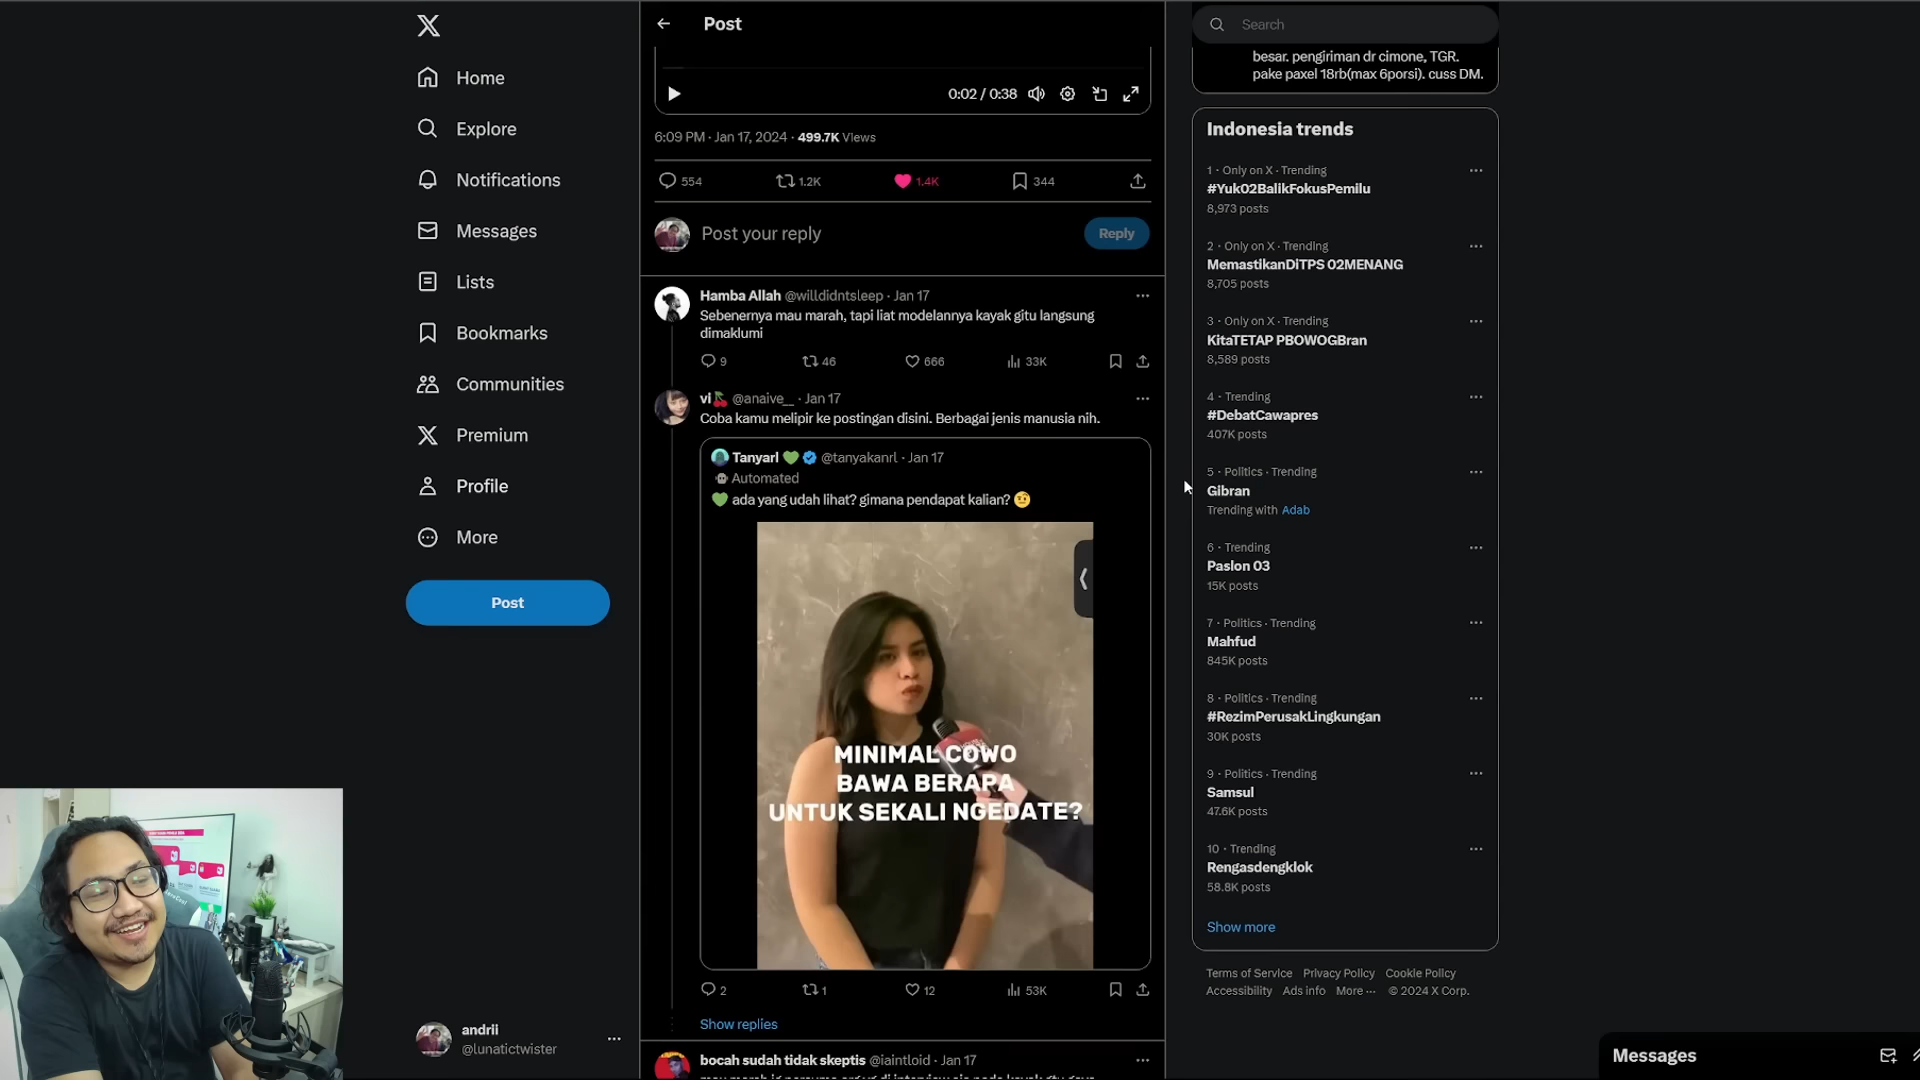 Post
Search
besar. pengiriman dr cimone, TGR.
pake paxel 18rb(max 6porsi). cuss DM.
Home
Explore
Notifications
Messages
Lists
Bookmarks
Communities
Premium
Profile
More
Post
andrii
@lunatictwister
0:02 / 0:38
6:09 PM · Jan 17, 2024 · 499.7K Views
554 1.2K 1.4K 344
Post your reply
Reply
Hamba Allah @willdidntsleep · Jan 17
Sebenernya mau marah, tapi liat modelannya kayak gitu langsung
dimaklumi
9 46 666 33K
vi🍒 @anaive__ · Jan 17
Coba kamu melipir ke postingan disini. Berbagai jenis manusia nih.
Tanyarl 💚 @tanyakanrl · Jan 17
Automated
💚 ada yang udah lihat? gimana pendapat kalian? 🤨
MINIMAL COWO
BAWA BERAPA
UNTUK SEKALI NGEDATE?
2 1 12 53K
Show replies
bocah sudah tidak skeptis @iaintloid · Jan 17
Indonesia trends
1 · Only on X · Trending
#Yuk02BalikFokusPemilu
8,973 posts
2 · Only on X · Trending
MemastikanDiTPS 02MENANG
8,705 posts
3 · Only on X · Trending
KitaTETAP PBOWOGBran
8,589 posts
4 · Trending
#DebatCawapres
407K posts
5 · Politics · Trending
Gibran
Trending with Adab
6 · Trending
Paslon 03
15K posts
7 · Politics · Trending
Mahfud
845K posts
8 · Politics · Trending
#RezimPerusakLingkungan
30K posts
9 · Politics · Trending
Samsul
47.6K posts
10 · Trending
Rengasdengklok
58.8K posts
Show more
Terms of Service Privacy Policy Cookie Policy
Accessibility Ads info More ··· © 2024 X Corp.
Messages